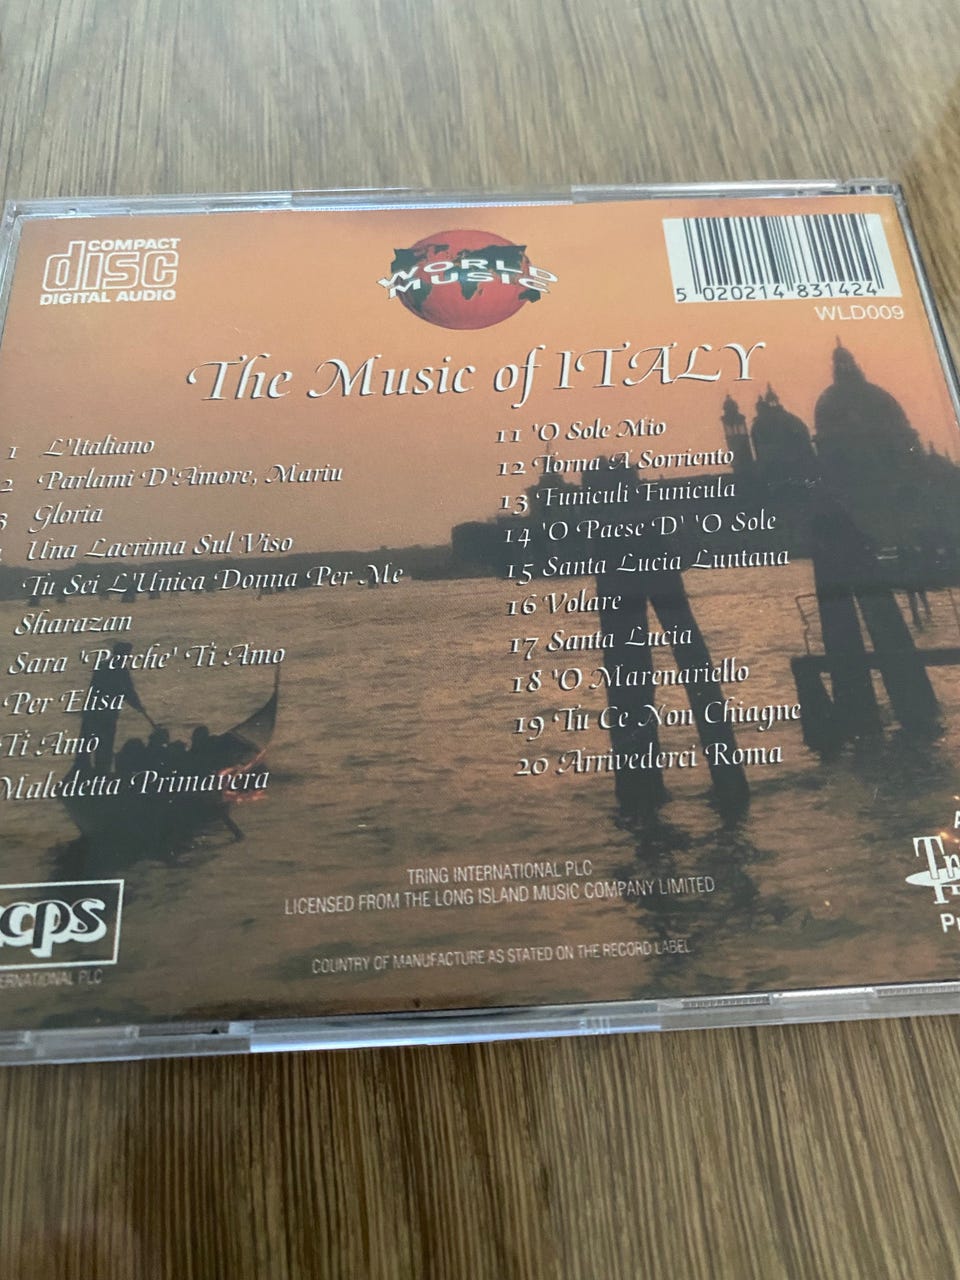 COMPACT
disc
DIGITAL AUDIO
WORLD
MUSIC
5 020214 831424
WLD009
The Music of ITALY
1 L'Italiano
2 Parlami D'Amore, Mariu
3 Gloria
Una Lacrima Sul Viso
Tu Sei L'Unica Donna Per Me
Sharazan
Sara 'Perche' Ti Amo
Per Elisa
Ti Amo
Maledetta Primavera
11 'O Sole Mio
12 Torna A Sorriento
13 Funiculi Funicula
14 'O Paese D' 'O Sole
15 Santa Lucia Luntana
16 Volare
17 Santa Lucia
18 'O Marenariello
19 Tu Ce Non Chiagne
20 Arrivederci Roma
TRING INTERNATIONAL PLC
LICENSED FROM THE LONG ISLAND MUSIC COMPANY LIMITED
COUNTRY OF MANUFACTURE AS STATED ON THE RECORD LABEL
cps
PLC